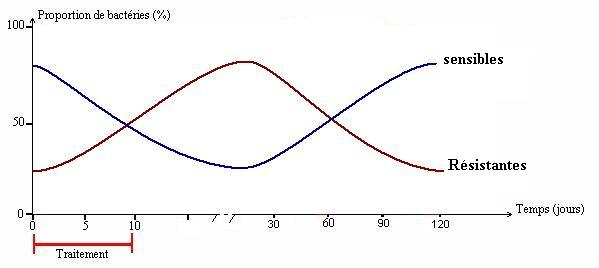 Proportion de bactéries (%)
100
sensibles
50
Résistantes
0
Temps (jours)
0 5 10 30 60 90 120
Traitement